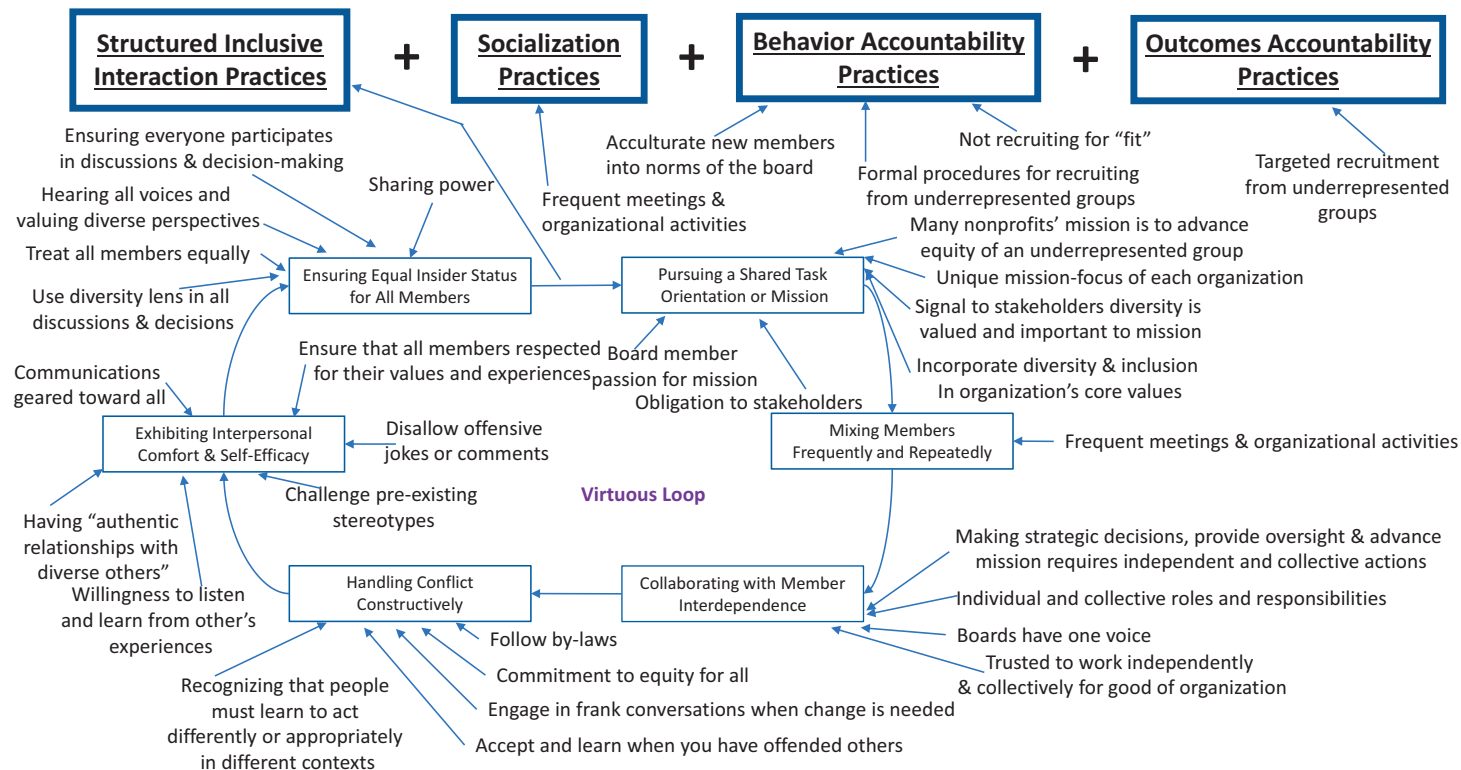 Structured Inclusive
Interaction Practices
+
Socialization
Practices
+
Behavior Accountability
Practices
+
Outcomes Accountability
Practices
Ensuring everyone participates
in discussions & decision-making
Hearing all voices and
valuing diverse perspectives
Treat all members equally
Use diversity lens in all
discussions & decisions
Sharing power
Frequent meetings &
organizational activities
Acculturate new members
into norms of the board
Not recruiting for “fit”
Formal procedures for recruiting
from underrepresented groups
Targeted recruitment
from underrepresented
groups
Many nonprofits’ mission is to advance
equity of an underrepresented group
Unique mission-focus of each organization
Signal to stakeholders diversity is
valued and important to mission
Incorporate diversity & inclusion
In organization’s core values
Ensuring Equal Insider Status
for All Members
Pursuing a Shared Task
Orientation or Mission
Ensure that all members respected
for their values and experiences
Board member
passion for mission
Obligation to stakeholders
Communications
geared toward all
Exhibiting Interpersonal
Comfort & Self-Efficacy
Disallow offensive
jokes or comments
Challenge pre-existing
stereotypes
Mixing Members
Frequently and Repeatedly
Frequent meetings & organizational activities
Virtuous Loop
Having “authentic
relationships with
diverse others”
Willingness to listen
and learn from other’s
experiences
Handling Conflict
Constructively
Collaborating with Member
Interdependence
Making strategic decisions, provide oversight & advance
mission requires independent and collective actions
Individual and collective roles and responsibilities
Boards have one voice
Trusted to work independently
& collectively for good of organization
Follow by-laws
Commitment to equity for all
Engage in frank conversations when change is needed
Accept and learn when you have offended others
Recognizing that people
must learn to act
differently or appropriately
in different contexts